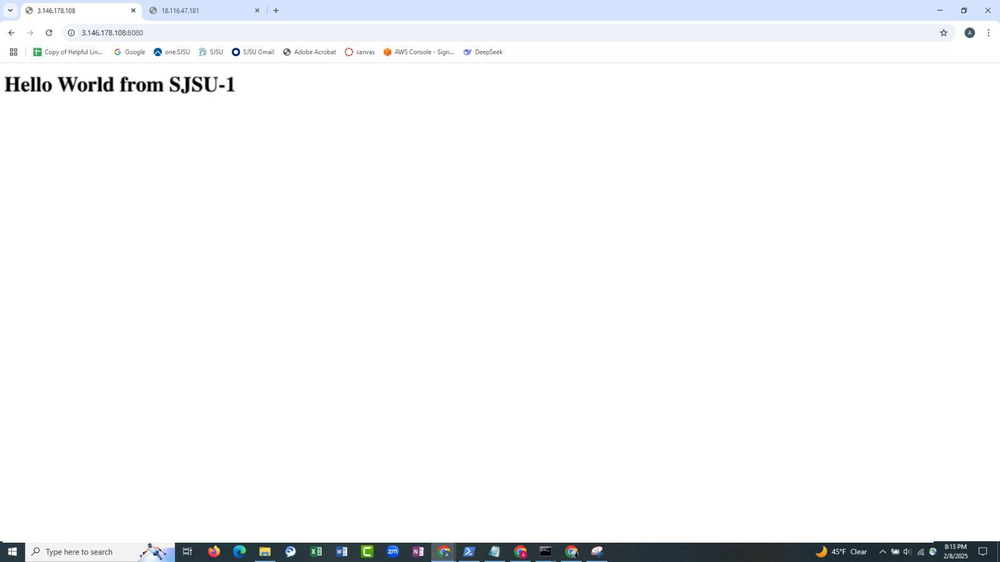 3.146.178.108
18.116.47.181
3.146.178.108:8080
A
Copy of Helpful Lin...
Google
one.SJSU
SJSU
SJSU Gmail
Adobe Acrobat
canvas
AWS Console - Sign...
DeepSeek
Hello World from SJSU-1
Type here to search
45°F Clear
8:13 PM
2/8/2025